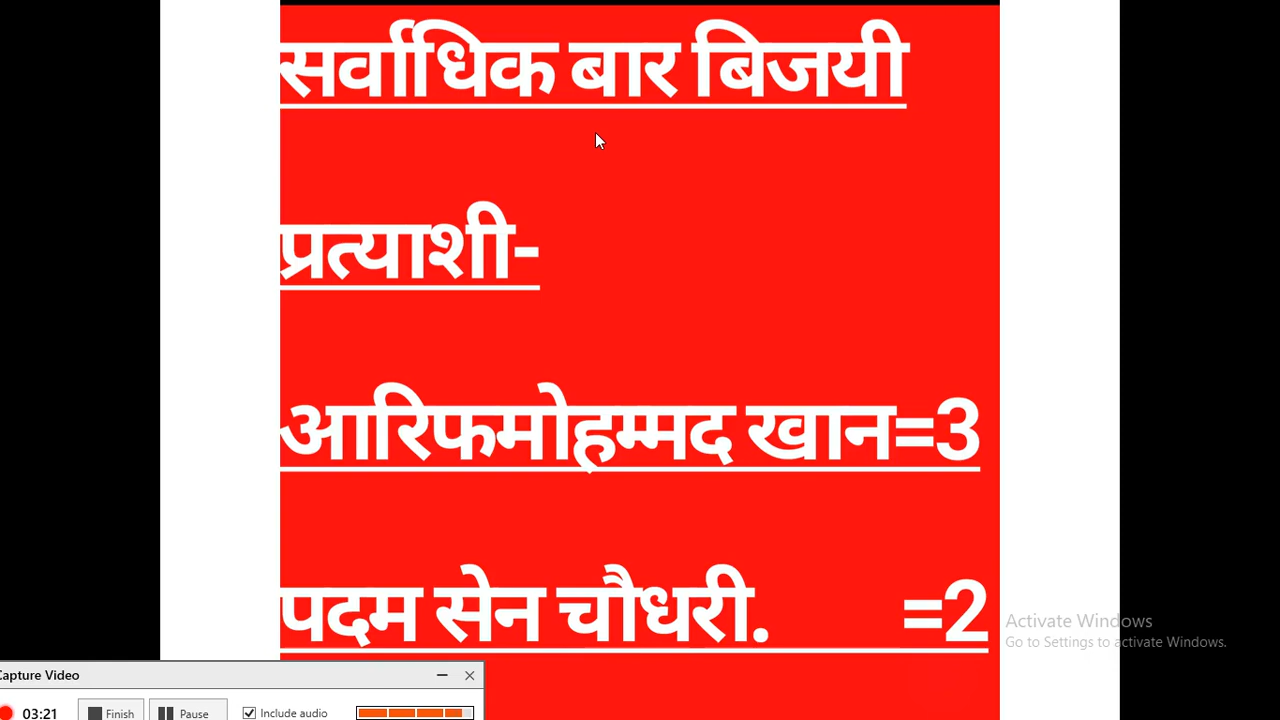 सर्वाधिक बार बिजयी
प्रत्याशी-
आरिफमोहम्मद खान=3
पदम सेन चौधरी. =2
Activate Windows
Go to Settings to activate Windows.
Capture Video
03:21 Finish Pause Include audio